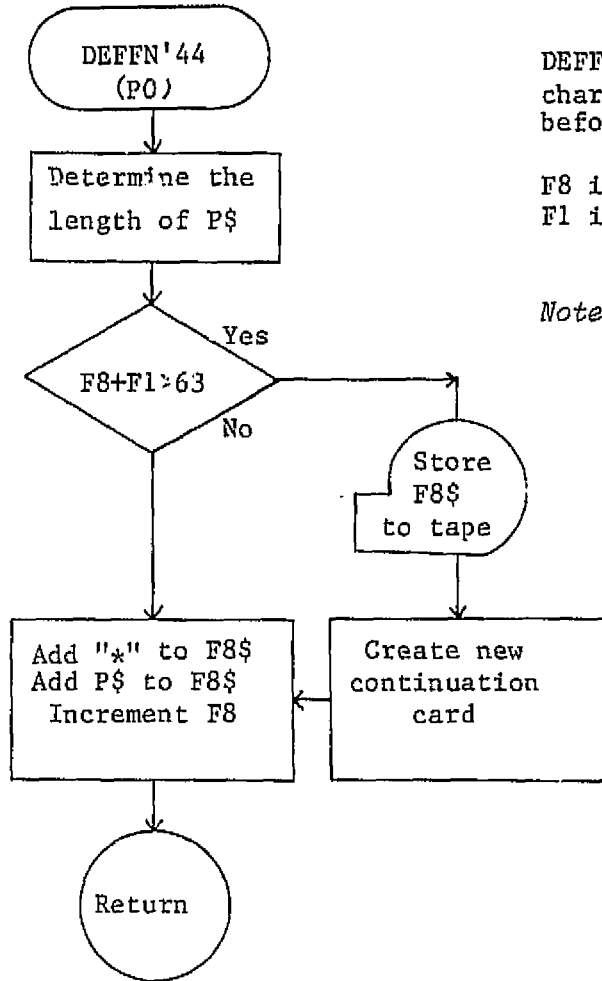 DEFFN'44
(P0)
Determine the
length of P$
F8+F1>63
Yes
No
Store
F8$
to tape
Add "*" to F8$
Add P$ to F8$
Increment F8
Create new
continuation
card
Return
DEFF
char
befo
F8 i
F1 i
Note